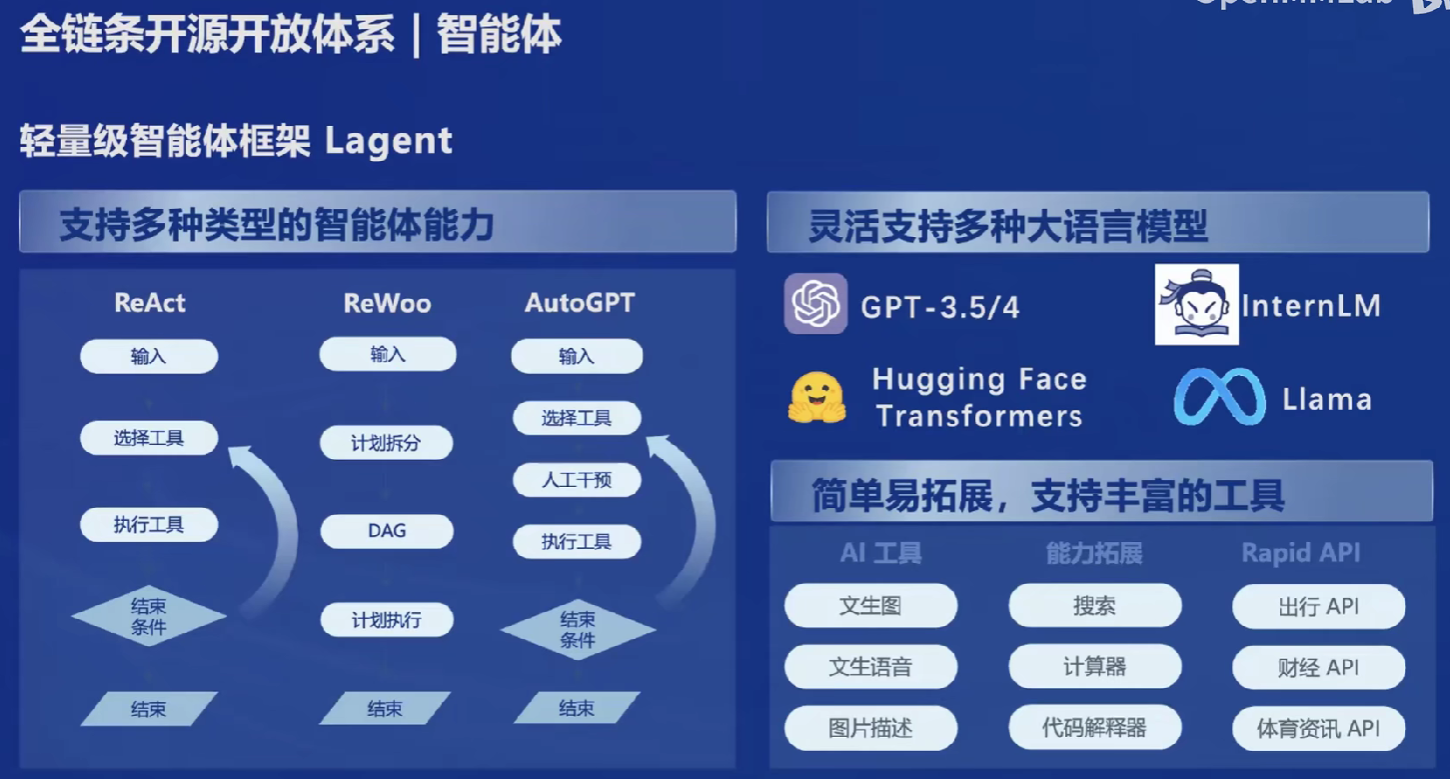 全链条开源开放体系｜智能体
轻量级智能体框架 Lagent
支持多种类型的智能体能力
ReAct
输入
选择工具
执行工具
结束
条件
结束
ReWoo
输入
计划拆分
DAG
计划执行
结束
AutoGPT
输入
选择工具
人工干预
执行工具
结束
条件
结束
灵活支持多种大语言模型
GPT-3.5/4
InternLM
Hugging Face
Transformers
Llama
简单易拓展，支持丰富的工具
AI 工具
能力拓展
Rapid API
文生图
搜索
出行 API
文生语音
计算器
财经 API
图片描述
代码解释器
体育资讯 API